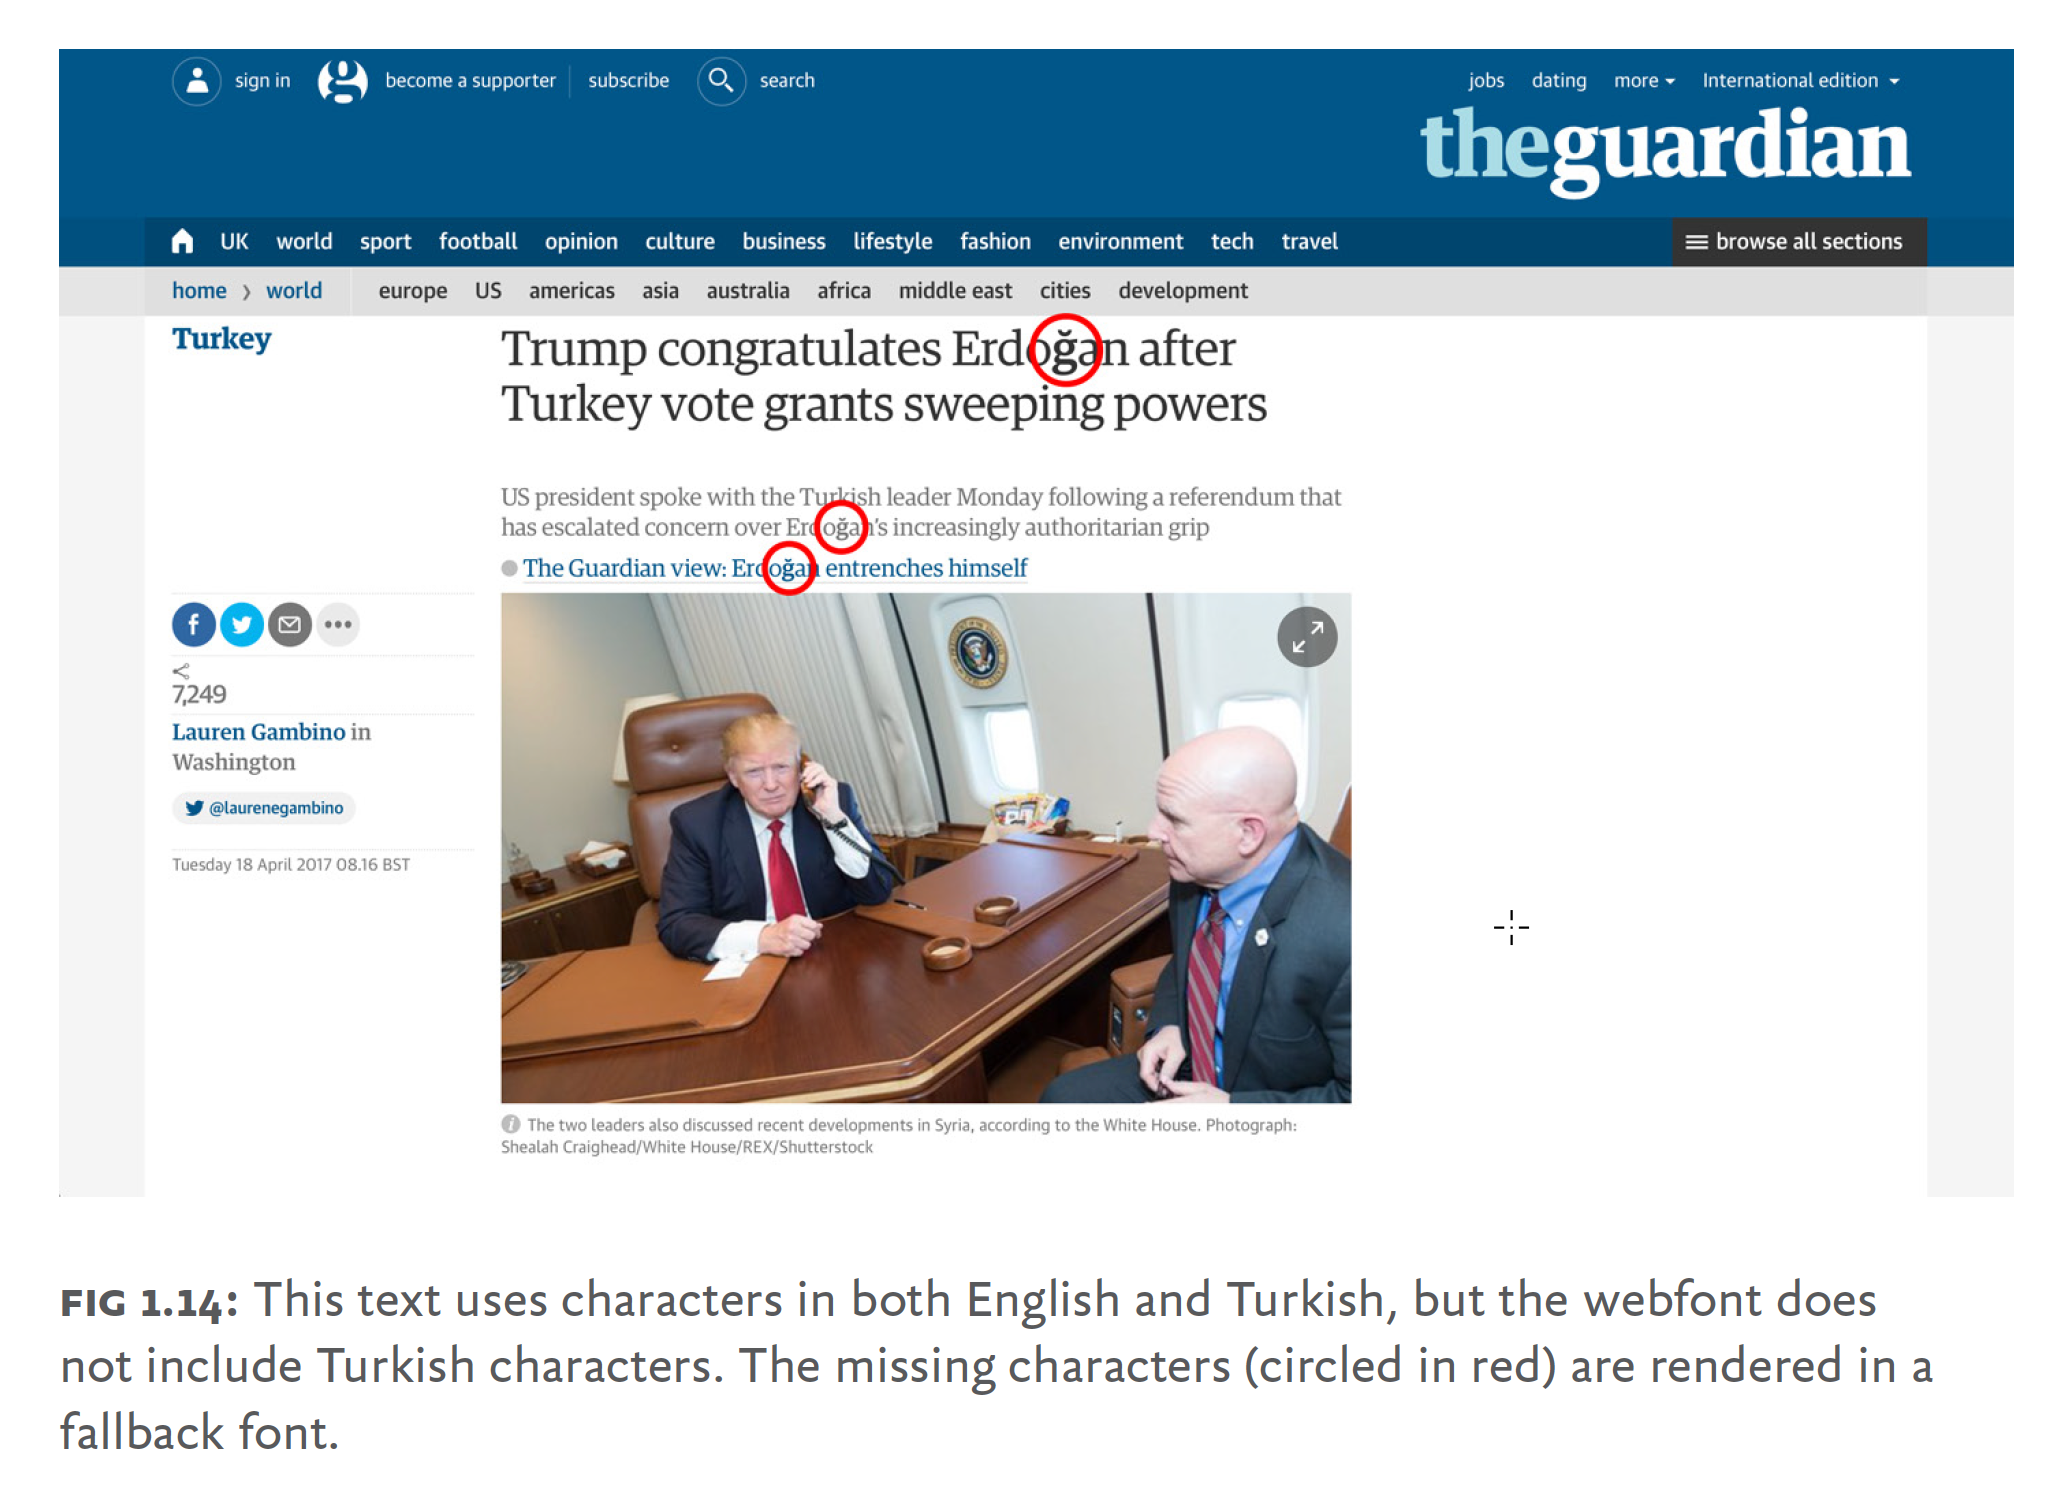 sign in become a supporter subscribe search jobs dating more International edition
theguardian
UK world sport football opinion culture business lifestyle fashion environment tech travel browse all sections
home › world europe US americas asia australia africa middle east cities development
Turkey
Trump congratulates Erdoğan after
Turkey vote grants sweeping powers
US president spoke with the Turkish leader Monday following a referendum that
has escalated concern over Erdoğan's increasingly authoritarian grip
The Guardian view: Erdoğan entrenches himself
7,249
Lauren Gambino in
Washington
@laurenegambino
Tuesday 18 April 2017 08.16 BST
The two leaders also discussed recent developments in Syria, according to the White House. Photograph:
Shealah Craighead/White House/REX/Shutterstock
FIG 1.14: This text uses characters in both English and Turkish, but the webfont does
not include Turkish characters. The missing characters (circled in red) are rendered in a
fallback font.